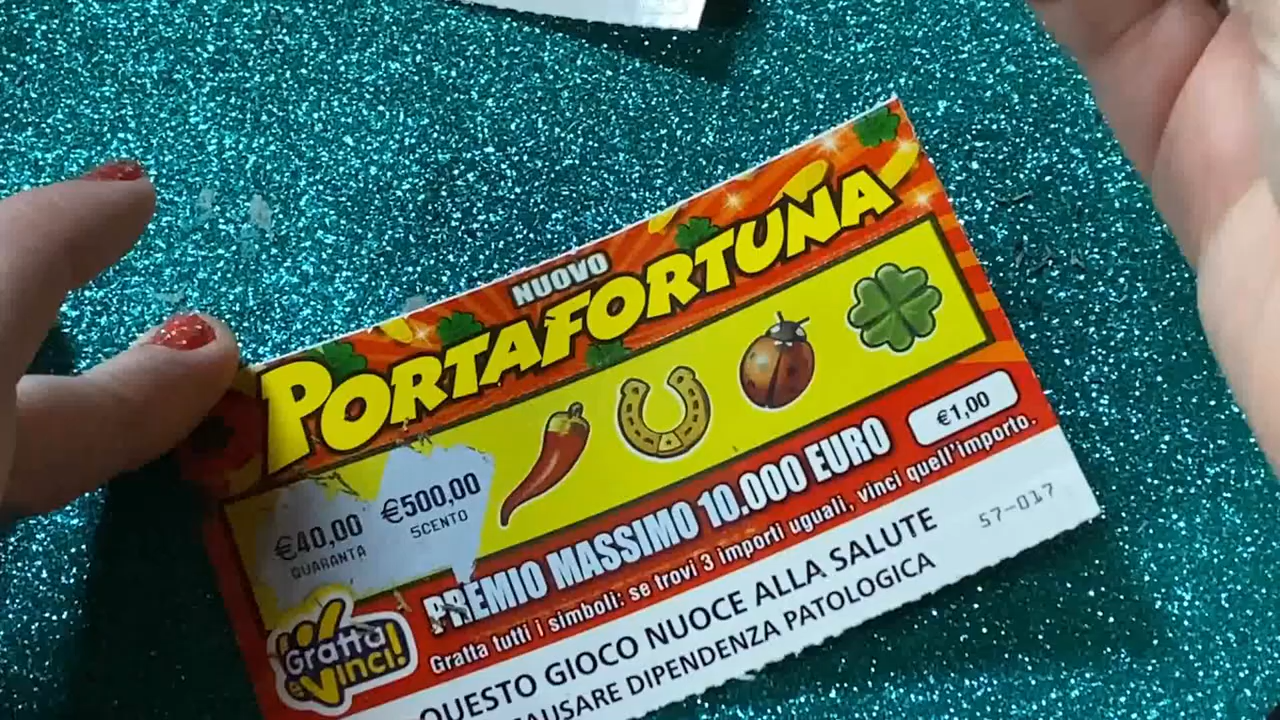 NUOVO
PORTAFORTUNA
€40,00
QUARANTA
€500,00
5CENTO
PREMIO MASSIMO 10.000 EURO
€1,00
Gratta tutti i simboli: se trovi 3 importi uguali, vinci quell'importo.
Gratta
e Vinci!
57-017
QUESTO GIOCO NUOCE ALLA SALUTE
DIPENDENZA PATOLOGICA